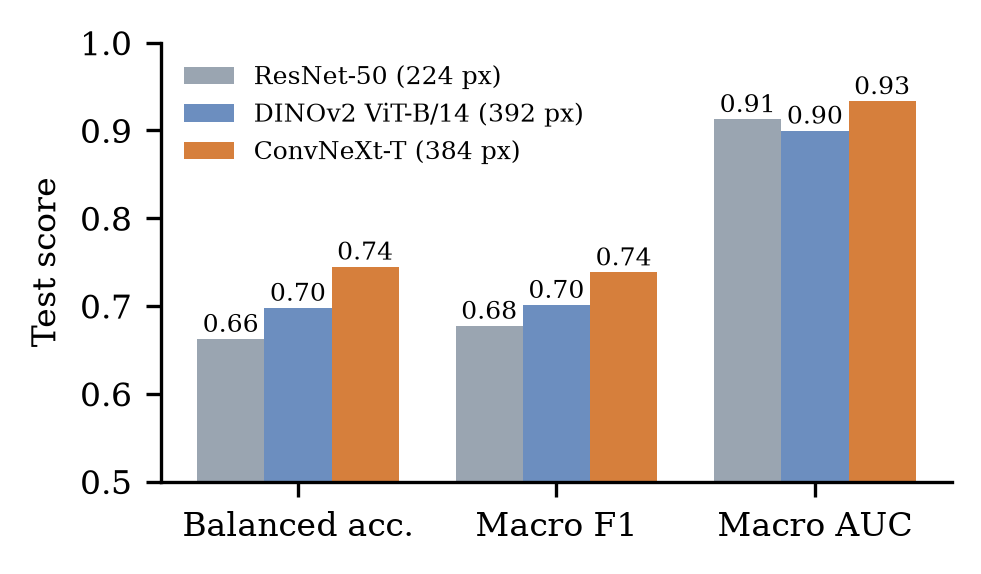 1.0
0.9
0.8
0.7
0.6
0.5
Test score
ResNet-50 (224 px)
DINOv2 ViT-B/14 (392 px)
ConvNeXt-T (384 px)
0.66
0.70
0.74
0.68
0.70
0.74
0.91
0.90
0.93
Balanced acc.
Macro F1
Macro AUC